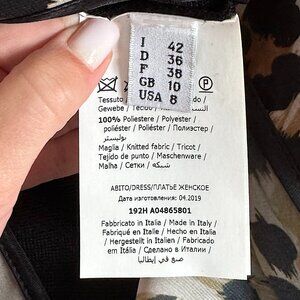 I 42
D 36
F 38
GB 10
USA 8
Tessuto
Gewebe /
100% Poliestere / Polyester /
poliéster / Poliéster / Полиэстер /
بوليستر
Maglia / Knitted fabric / Tricot /
Tejido de punto / Maschenware /
Malha / Сетки / شبكه
ABITO/DRESS/ПЛАТЬЕ ЖЕНСКОЕ
Дата изготовления: 04.2019
192H A04865801
Fabbricato in Italia / Made in Italy /
Fabriqué en Italie / Hecho en Italia /
Hergestellt in Italien / Fabricado
em Itália / Сделано в Италии /
صنع في إيطاليا